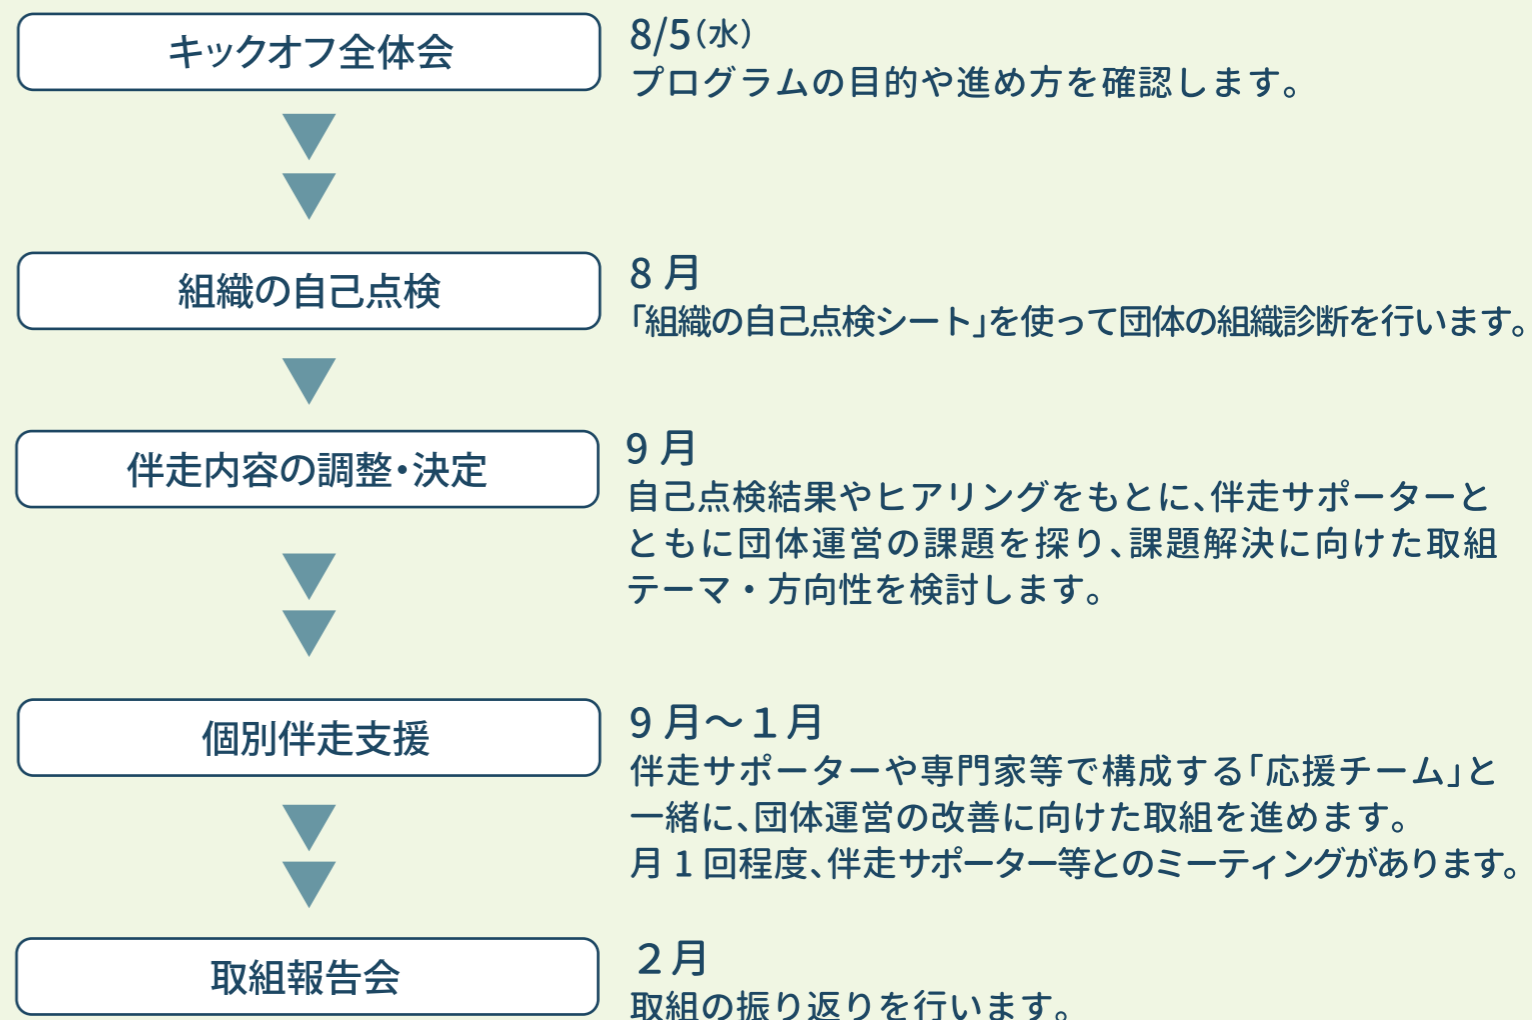 キックオフ全体会
8/5(水)
プログラムの目的や進め方を確認します。
組織の自己点検
8 月
「組織の自己点検シート」を使って団体の組織診断を行います。
伴走内容の調整・決定
9 月
自己点検結果やヒアリングをもとに、伴走サポーターと
ともに団体運営の課題を探り、課題解決に向けた取組
テーマ・方向性を検討します。
個別伴走支援
9 月～１月
伴走サポーターや専門家等で構成する「応援チーム」と
一緒に、団体運営の改善に向けた取組を進めます。
月 1 回程度、伴走サポーター等とのミーティングがあります。
取組報告会
２月
取組の振り返りを行います。